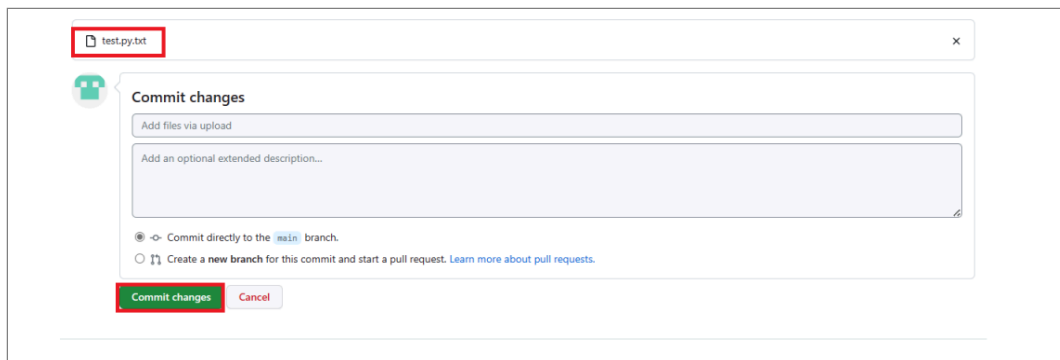 test.py.txt
Commit changes
Add files via upload
Add an optional extended description...
Commit directly to the main branch.
Create a new branch for this commit and start a pull request. Learn more about pull requests.
Commit changes Cancel